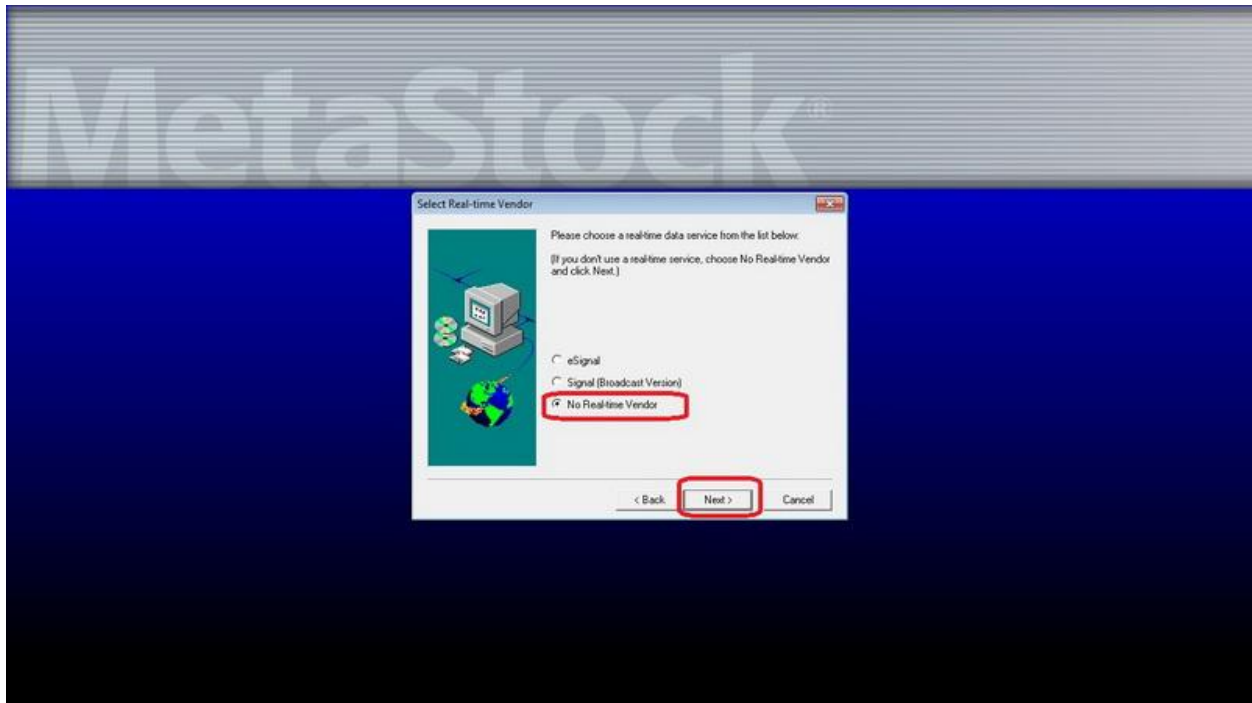 MetaStock®
Select Real-time Vendor
Please choose a real-time data service from the list below:
(If you don't use a real-time service, choose No Real-time Vendor
and click Next.)
eSignal
Signal (Broadcast Version)
No Real-time Vendor
< Back
Next >
Cancel